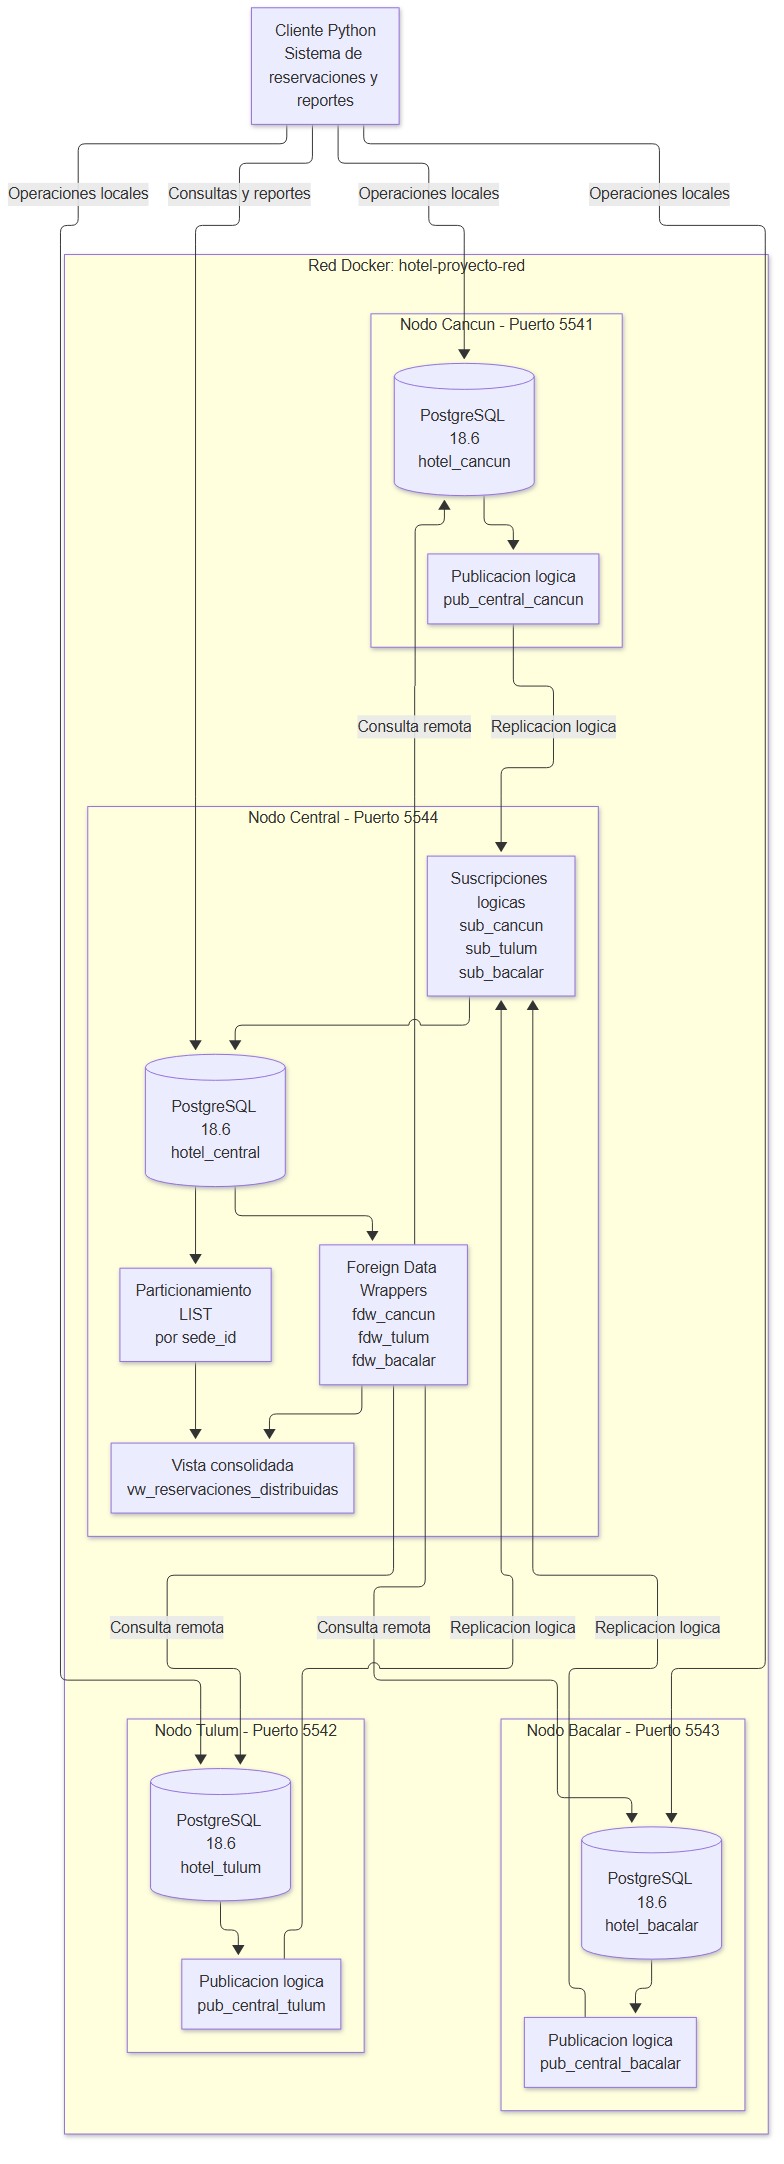 Cliente Python
Sistema de
reservaciones y
reportes
Operaciones locales
Consultas y reportes
Operaciones locales
Operaciones locales
Red Docker: hotel-proyecto-red
Nodo Cancun - Puerto 5541
PostgreSQL
18.6
hotel_cancun
Publicacion logica
pub_central_cancun
Consulta remota
Replicacion logica
Nodo Central - Puerto 5544
Suscripciones
logicas
sub_cancun
sub_tulum
sub_bacalar
PostgreSQL
18.6
hotel_central
Particionamiento
LIST
por sede_id
Foreign Data
Wrappers
fdw_cancun
fdw_tulum
fdw_bacalar
Vista consolidada
vw_reservaciones_distribuidas
Consulta remota
Consulta remota
Replicacion logica
Replicacion logica
Nodo Tulum - Puerto 5542
PostgreSQL
18.6
hotel_tulum
Publicacion logica
pub_central_tulum
Nodo Bacalar - Puerto 5543
PostgreSQL
18.6
hotel_bacalar
Publicacion logica
pub_central_bacalar